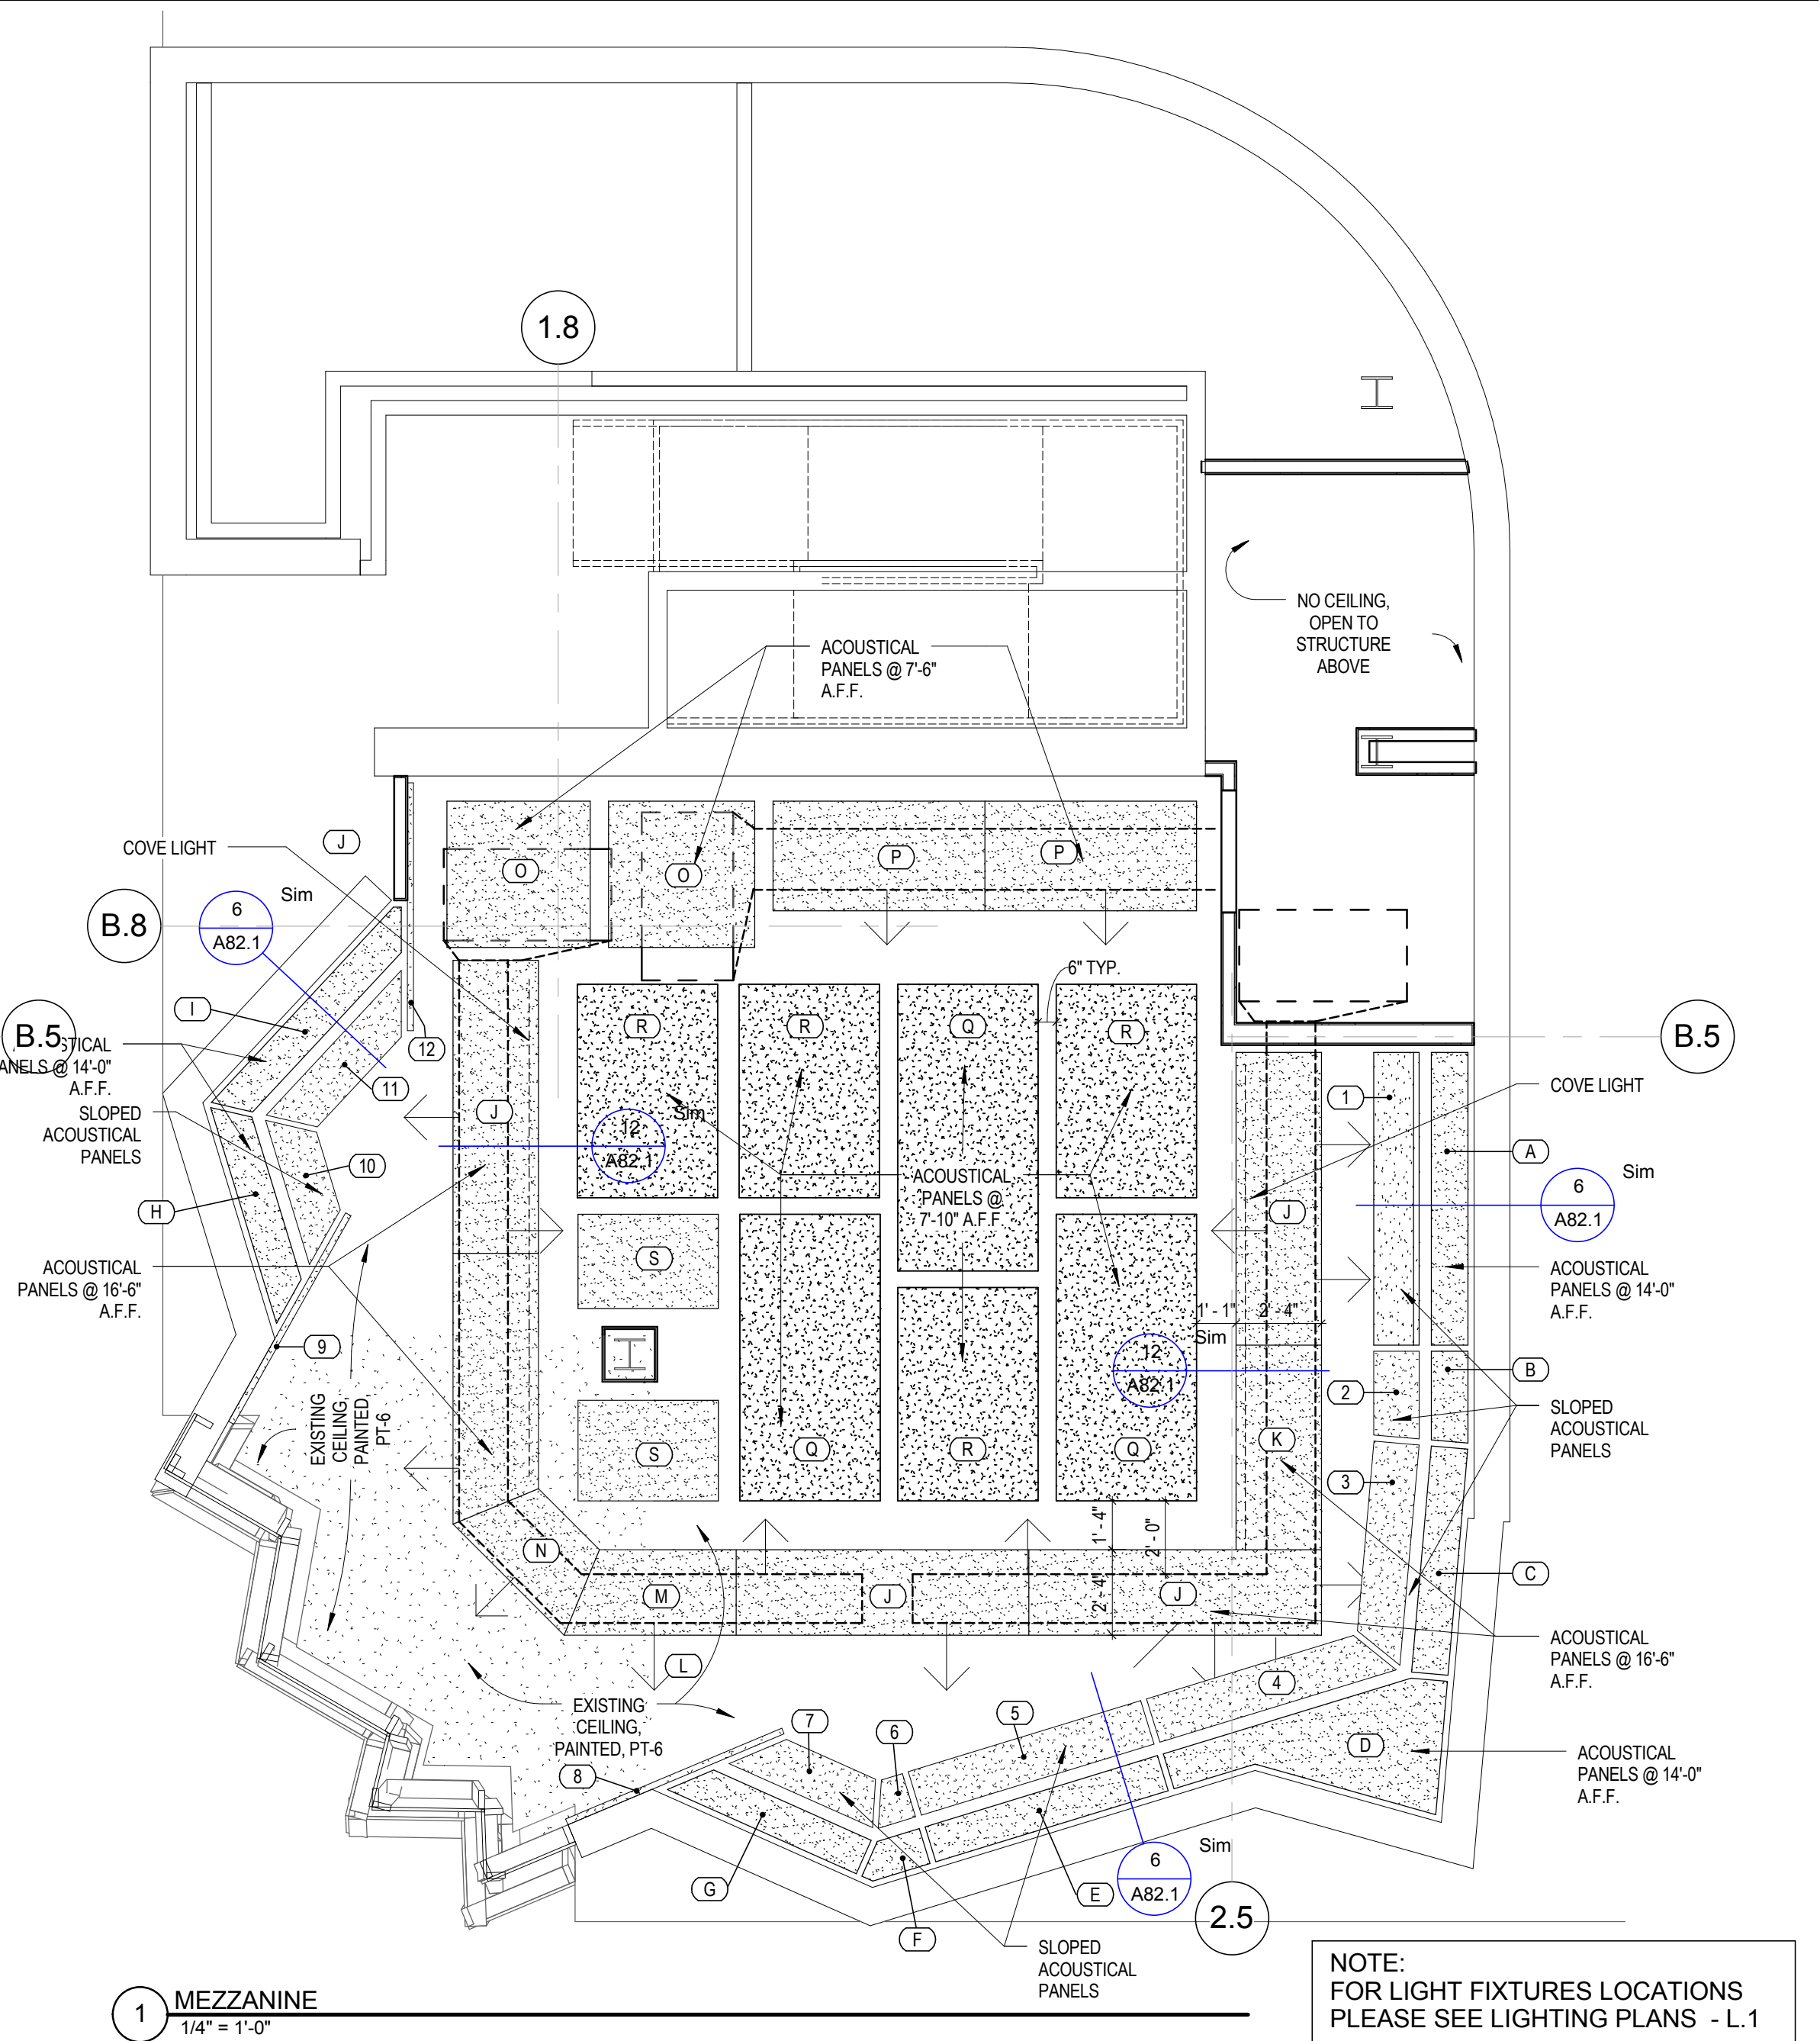 1.8
NO CEILING,
OPEN TO
STRUCTURE
ABOVE
ACOUSTICAL
PANELS @ 7'-6"
A.F.F.
COVE LIGHT
J
O
O
P
P
B.8
6
A82.1
Sim
I
B.5
STICAL
ANELS @ 14'-0"
A.F.F.
12
11
6" TYP.
R
R
Q
R
B.5
COVE LIGHT
SLOPED
ACOUSTICAL
PANELS
J
10
H
12
A82.1
Sim
ACOUSTICAL
PANELS @
7'-10" A.F.F.
1
A
6
A82.1
Sim
J
ACOUSTICAL
PANELS @ 16'-6"
A.F.F.
S
ACOUSTICAL
PANELS @ 14'-0"
A.F.F.
9
1' - 1"
2' - 4"
Sim
12
A82.1
2
B
EXISTING
CEILING,
PAINTED,
PT-6
S
Q
R
Q
K
3
SLOPED
ACOUSTICAL
PANELS
N
M
J
J
1' - 4"
2' - 0"
2' - 4"
C
L
4
ACOUSTICAL
PANELS @ 16'-6"
A.F.F.
EXISTING
CEILING,
PAINTED, PT-6
7
6
5
D
8
ACOUSTICAL
PANELS @ 14'-0"
A.F.F.
G
F
E
6
A82.1
Sim
2.5
SLOPED
ACOUSTICAL
PANELS
NOTE:
FOR LIGHT FIXTURES LOCATIONS
PLEASE SEE LIGHTING PLANS - L.1
1
MEZZANINE
1/4" = 1'-0"